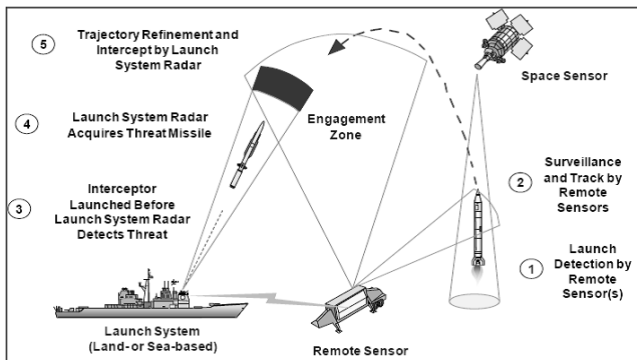 5
Trajectory Refinement and
Intercept by Launch
System Radar
Space Sensor
4
Launch System Radar
Acquires Threat Missile
Engagement
Zone
3
Interceptor
Launched Before
Launch System Radar
Detects Threat
2
Surveillance
and Track by
Remote
Sensors
1
Launch
Detection by
Remote
Sensor(s)
Launch System
(Land- or Sea-based)
Remote Sensor